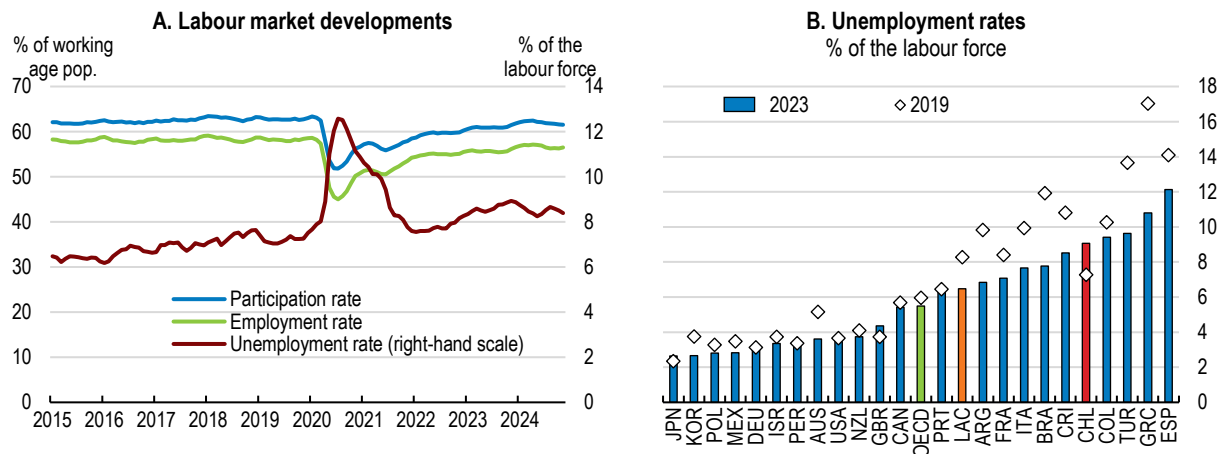 A. Labour market developments
% of working
age pop.
% of the
labour force
70
60
50
40
30
20
10
0
14
12
10
8
6
4
2
0
Participation rate
Employment rate
Unemployment rate (right-hand scale)
2015 2016 2017 2018 2019 2020 2021 2022 2023 2024
B. Unemployment rates
% of the labour force
2023
2019
18
16
14
12
10
8
6
4
2
0
JPN
KOR
POL
MEX
DEU
ISR
PER
AUS
USA
NZL
GBR
CAN
OECD
PRT
LAC
ARG
FRA
ITA
BRA
CRI
CHL
COL
TUR
GRC
ESP